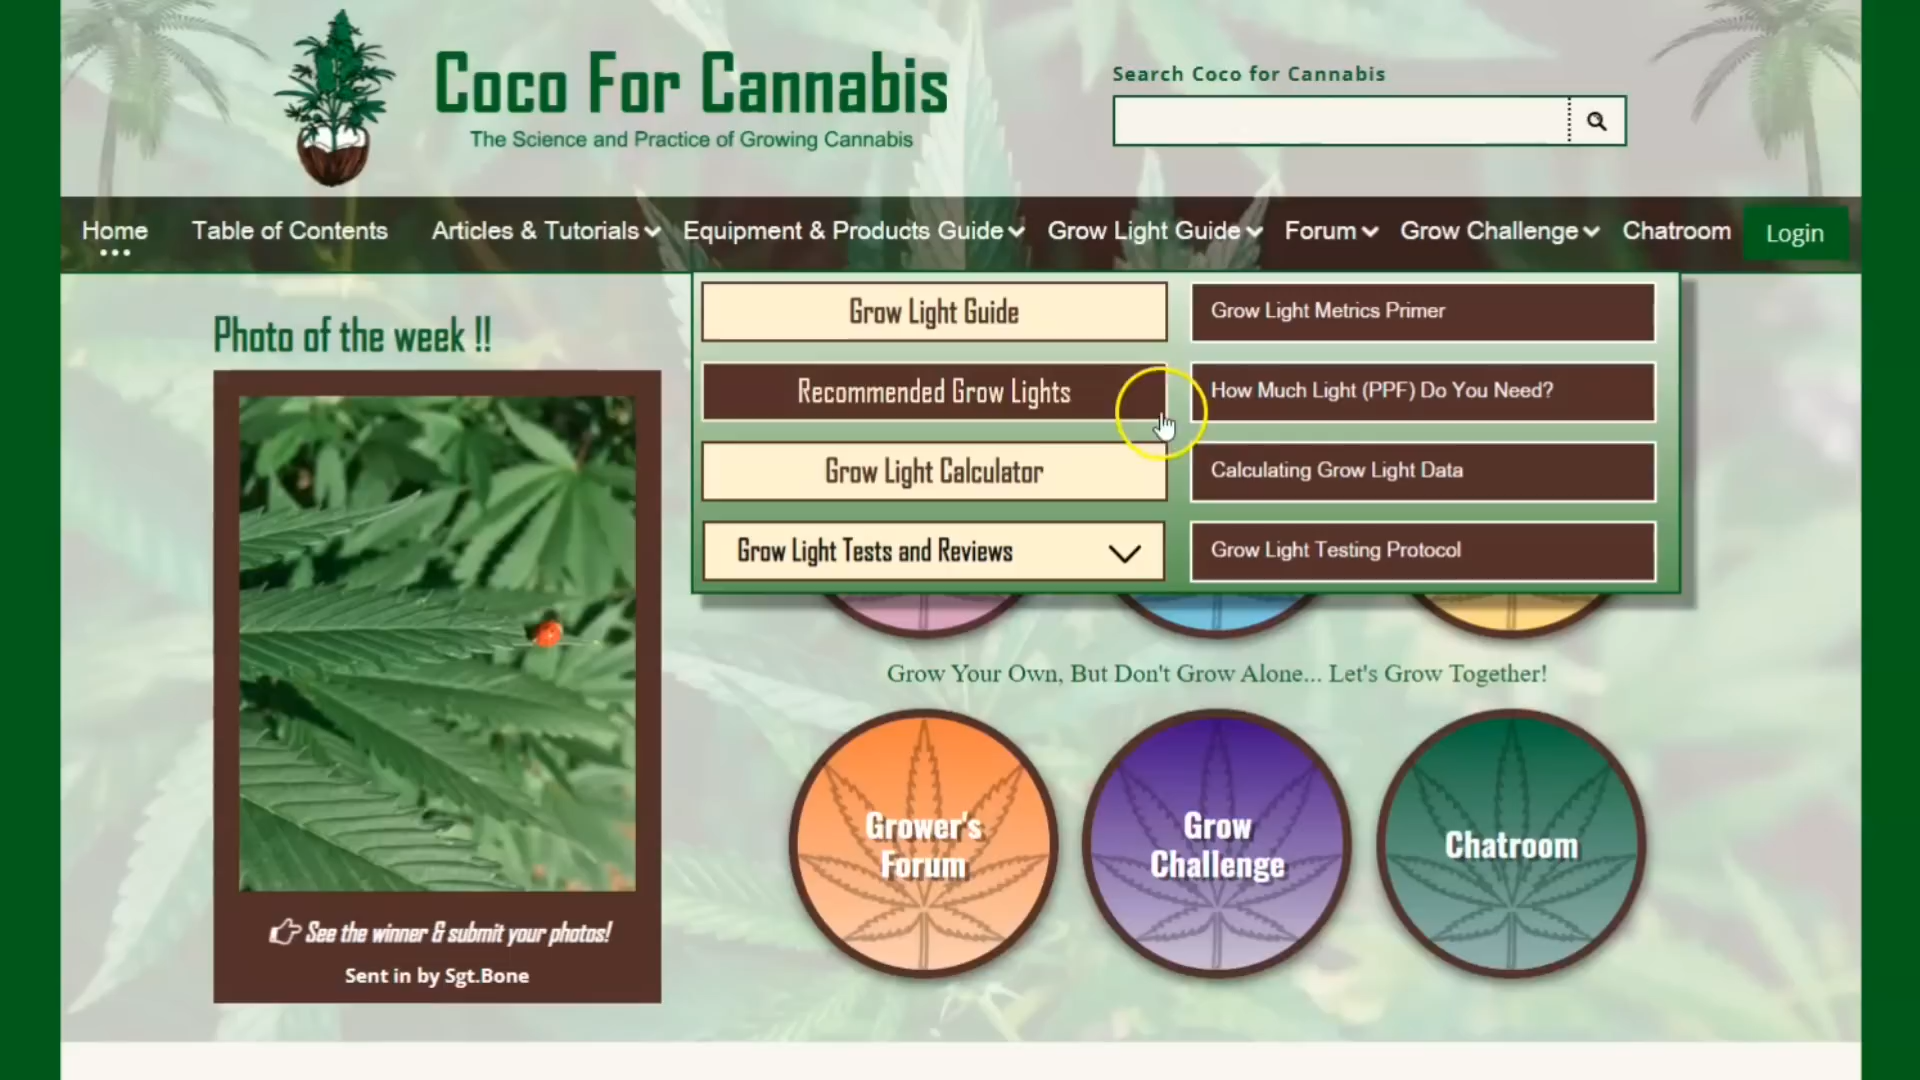 Coco For Cannabis
The Science and Practice of Growing Cannabis
Search Coco for Cannabis
Home
Table of Contents
Articles & Tutorials
Equipment & Products Guide
Grow Light Guide
Forum
Grow Challenge
Chatroom
Login
Grow Light Guide
Recommended Grow Lights
Grow Light Calculator
Grow Light Tests and Reviews
Grow Light Metrics Primer
How Much Light (PPF) Do You Need?
Calculating Grow Light Data
Grow Light Testing Protocol
Photo of the week !!
See the winner & submit your photos!
Sent in by Sgt.Bone
Grow Your Own, But Don't Grow Alone... Let's Grow Together!
Grower's
Forum
Grow
Challenge
Chatroom